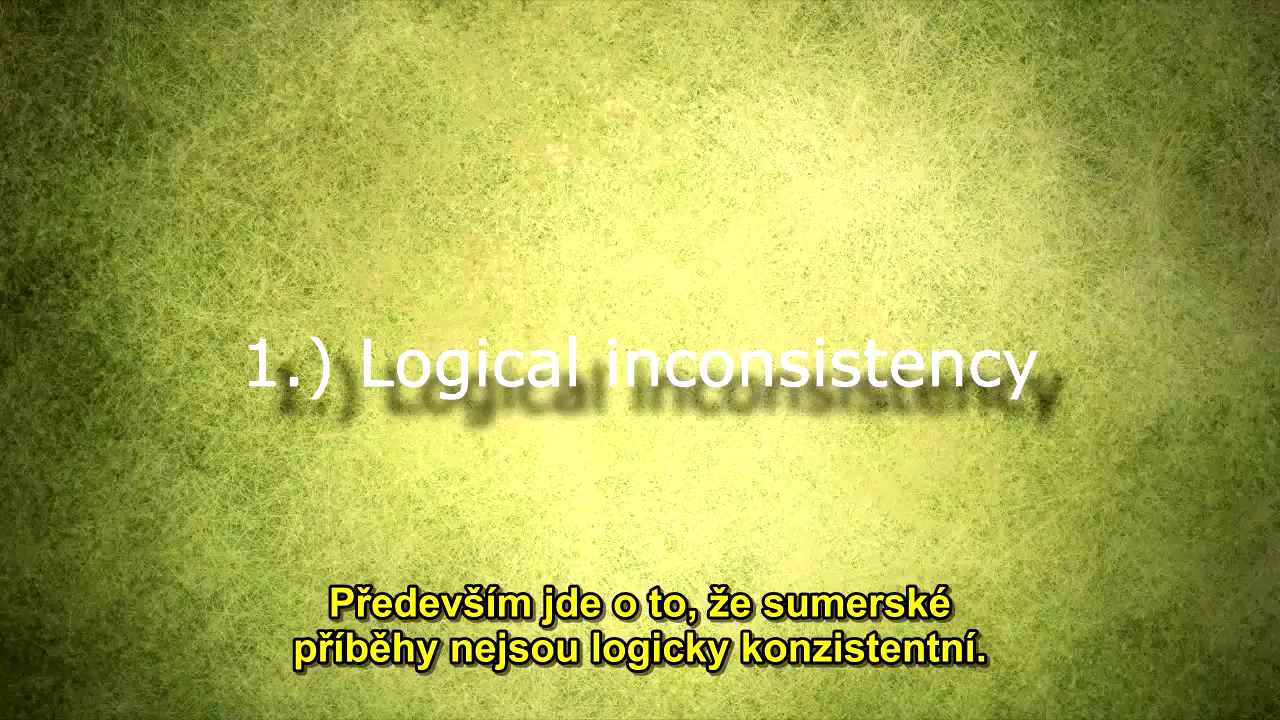 1.) Logical inconsistency
Především jde o to, že sumerské
příběhy nejsou logicky konzistentní.